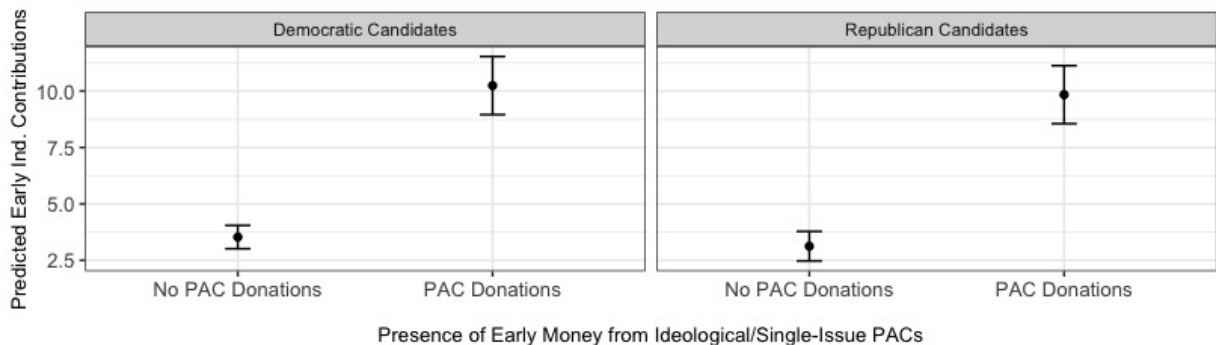 Democratic Candidates
Republican Candidates
Predicted Early Ind. Contributions
10.0
7.5
5.0
2.5
No PAC Donations
PAC Donations
No PAC Donations
PAC Donations
Presence of Early Money from Ideological/Single-Issue PACs